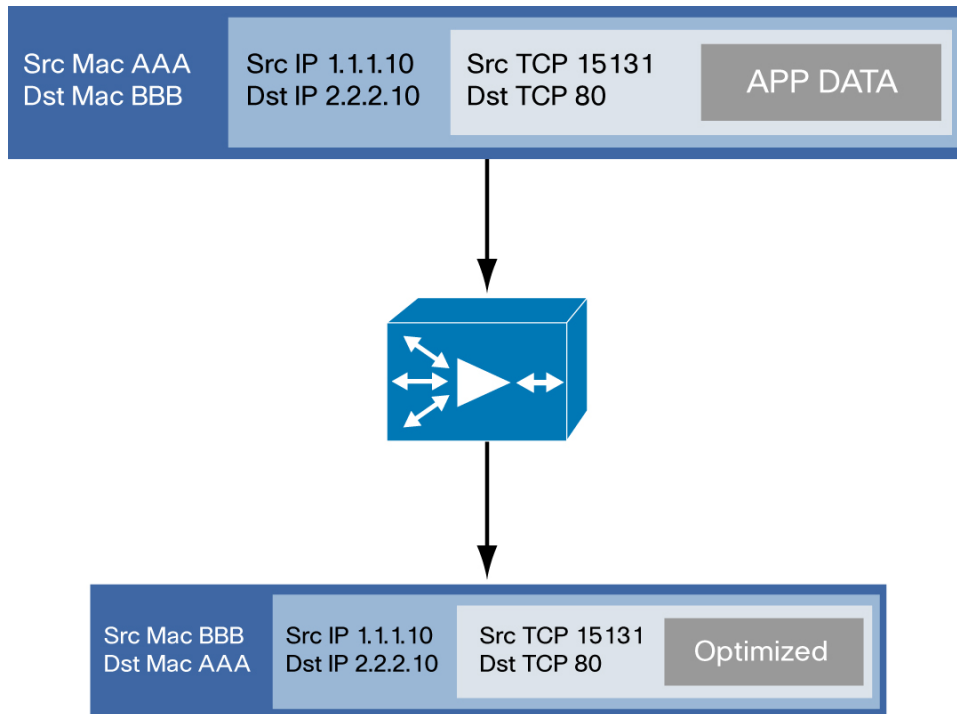 Src Mac AAA
Dst Mac BBB
Src IP 1.1.1.10
Dst IP 2.2.2.10
Src TCP 15131
Dst TCP 80
APP DATA
Src Mac BBB
Dst Mac AAA
Src IP 1.1.1.10
Dst IP 2.2.2.10
Src TCP 15131
Dst TCP 80
Optimized